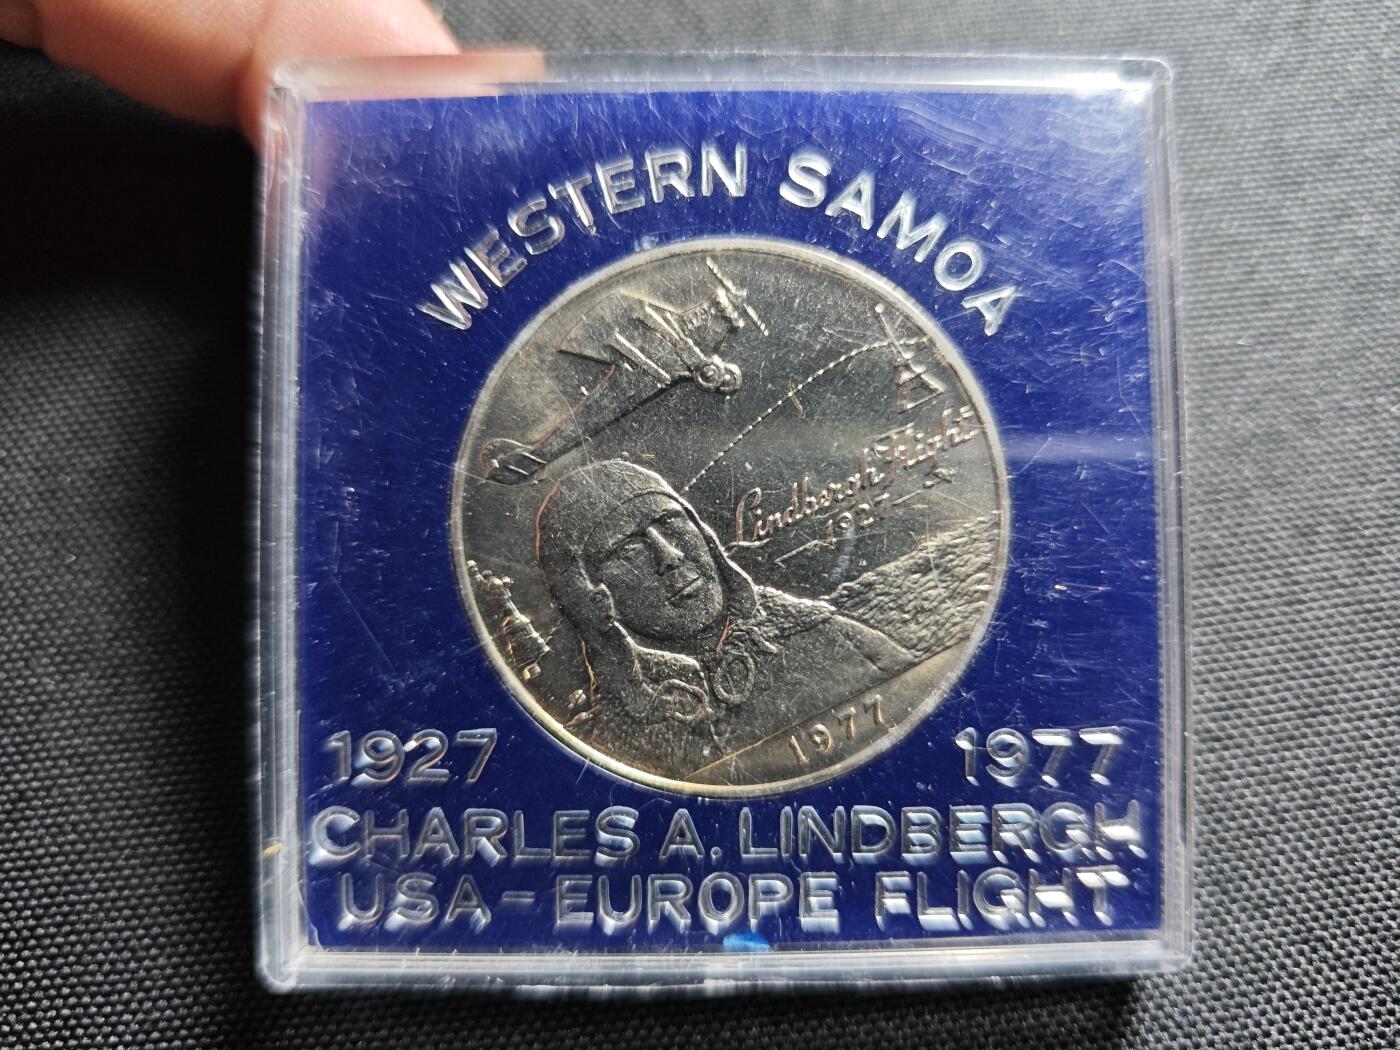 WESTERN SAMOA
Lindbergh Flight
1927
1977
1927 1977
CHARLES A. LINDBERGH
USA-EUROPE FLIGHT